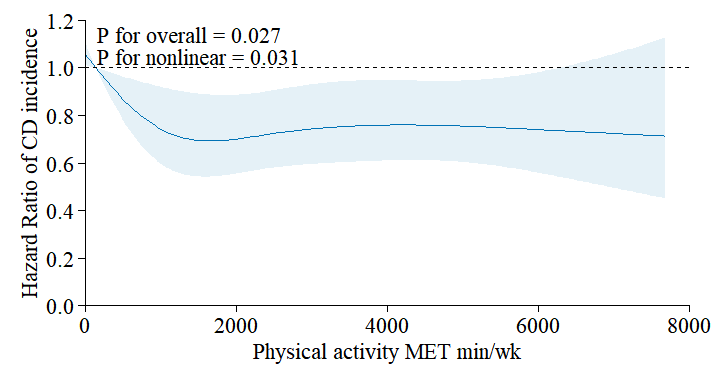 P for overall = 0.027
P for nonlinear = 0.031
Hazard Ratio of CD incidence
1.2
1.0
0.8
0.6
0.4
0.2
0.0
0 2000 4000 6000 8000
Physical activity MET min/wk